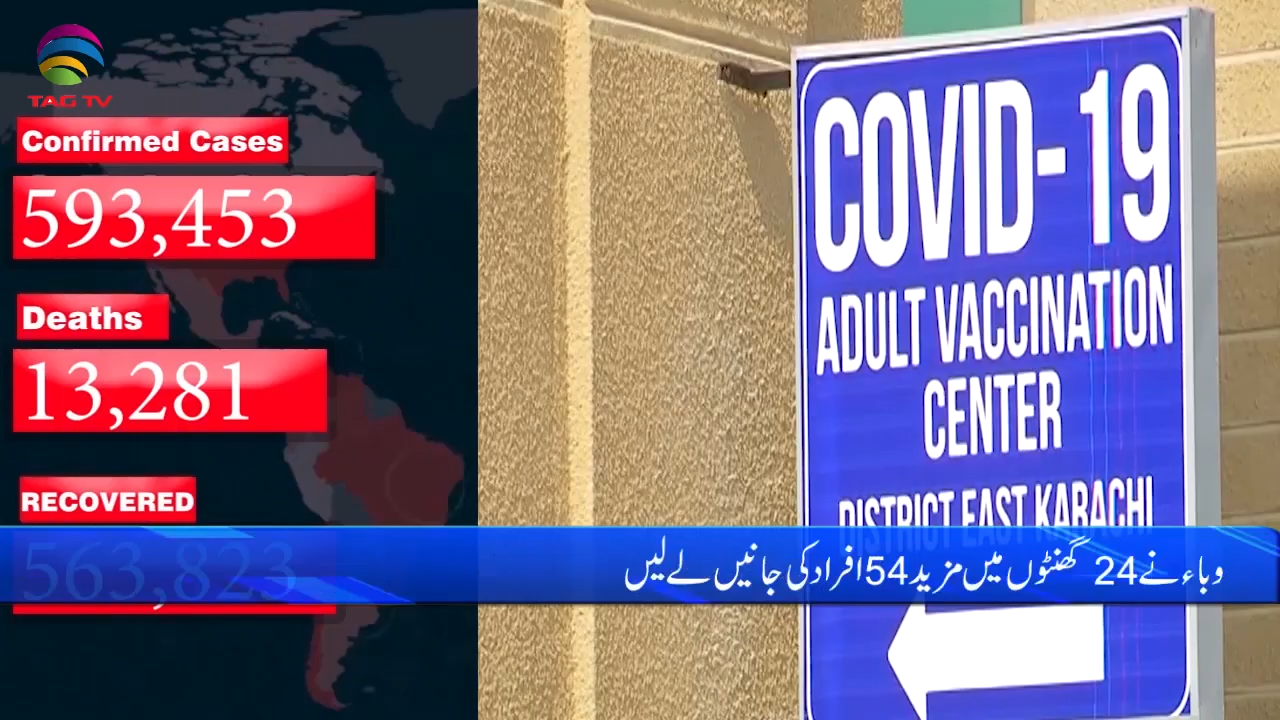 TAG TV
Confirmed Cases
593,453
Deaths
13,281
RECOVERED
563,823
COVID-19
ADULT VACCINATION
CENTER
DISTRICT EAST KARACHI
وباء نے 24 گھنٹوں میں مزید 54 افراد کی جانیں لے لیں